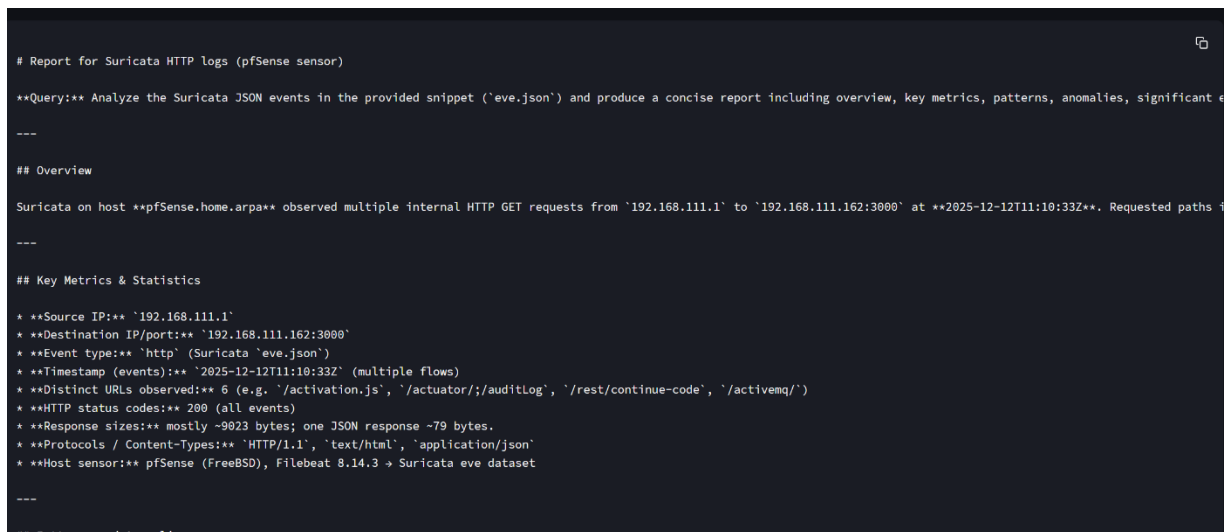 # Report for Suricata HTTP logs (pfSense sensor)
**Query:** Analyze the Suricata JSON events in the provided snippet (`eve.json`) and produce a concise report including overview, key metrics, patterns, anomalies, significant
---
## Overview
Suricata on host **pfSense.home.arpa** observed multiple internal HTTP GET requests from `192.168.111.1` to `192.168.111.162:3000` at **2025-12-12T11:10:33Z**. Requested paths
---
## Key Metrics & Statistics
* **Source IP:** `192.168.111.1`
* **Destination IP/port:** `192.168.111.162:3000`
* **Event type:** `http` (Suricata `eve.json`)
* **Timestamp (events):** `2025-12-12T11:10:33Z` (multiple flows)
* **Distinct URLs observed:** 6 (e.g. `/activation.js`, `/actuator/;/auditLog`, `/rest/continue-code`, `/activemq/`)
* **HTTP status codes:** 200 (all events)
* **Response sizes:** mostly ~9023 bytes; one JSON response ~79 bytes.
* **Protocols / Content-Types:** `HTTP/1.1`, `text/html`, `application/json`
* **Host sensor:** pfSense (FreeBSD), Filebeat 8.14.3 → Suricata eve dataset
---